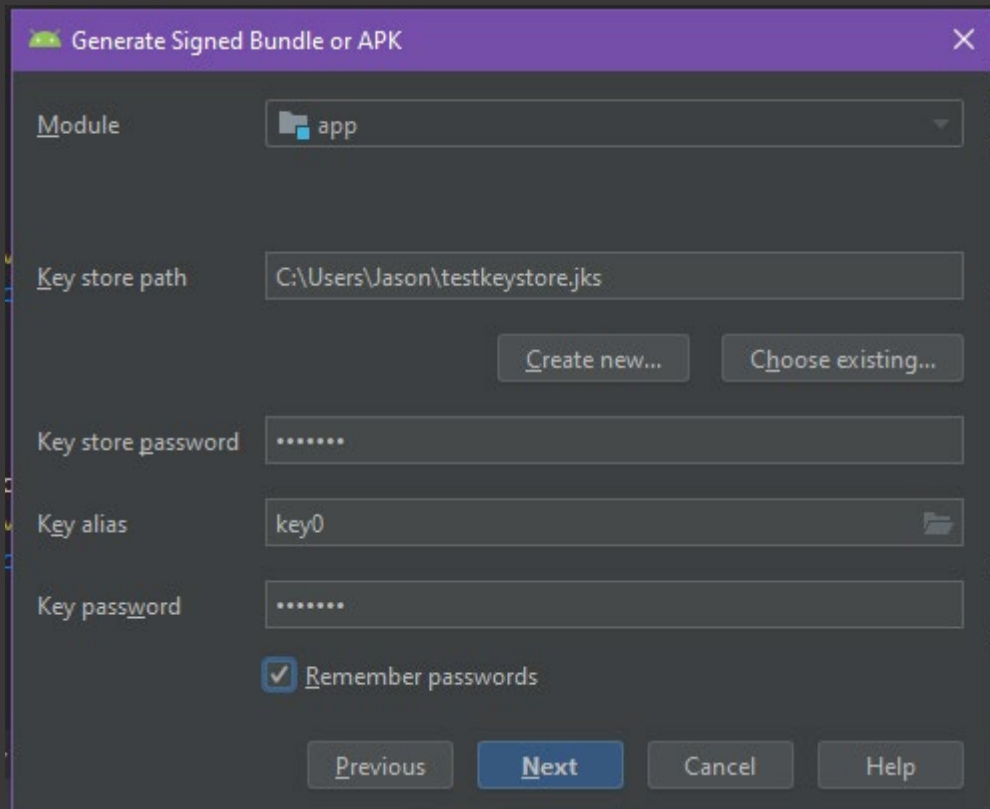 Generate Signed Bundle or APK
Module app
Key store path C:\Users\Jason\testkeystore.jks
Create new... Choose existing...
Key store password •••••••
Key alias key0
Key password •••••••
Remember passwords
Previous Next Cancel Help